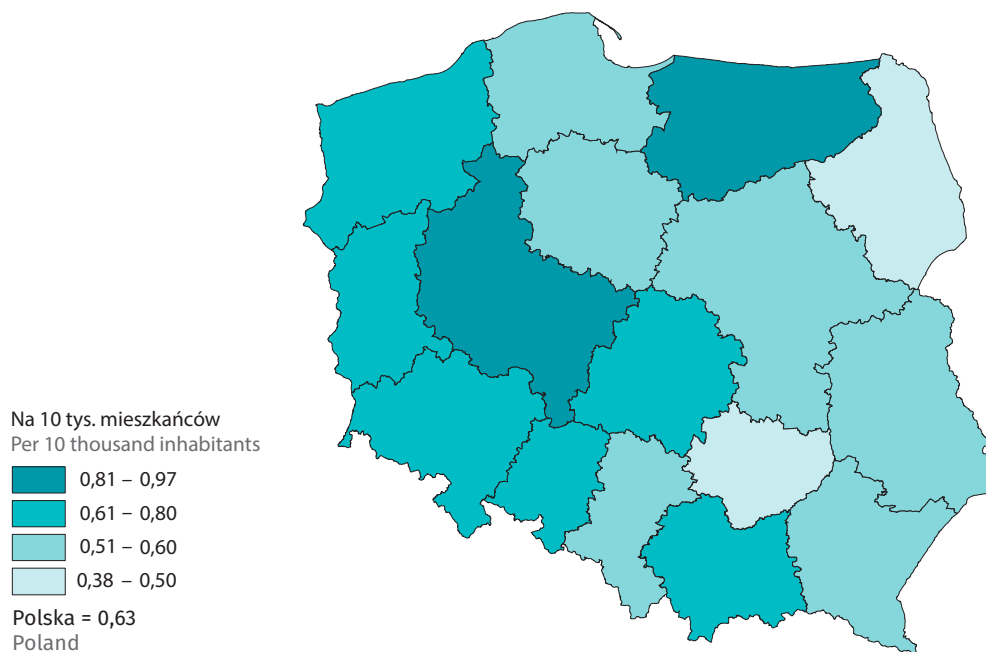 Na 10 tys. mieszkańców
Per 10 thousand inhabitants
0,81 – 0,97
0,61 – 0,80
0,51 – 0,60
0,38 – 0,50
Polska = 0,63
Poland